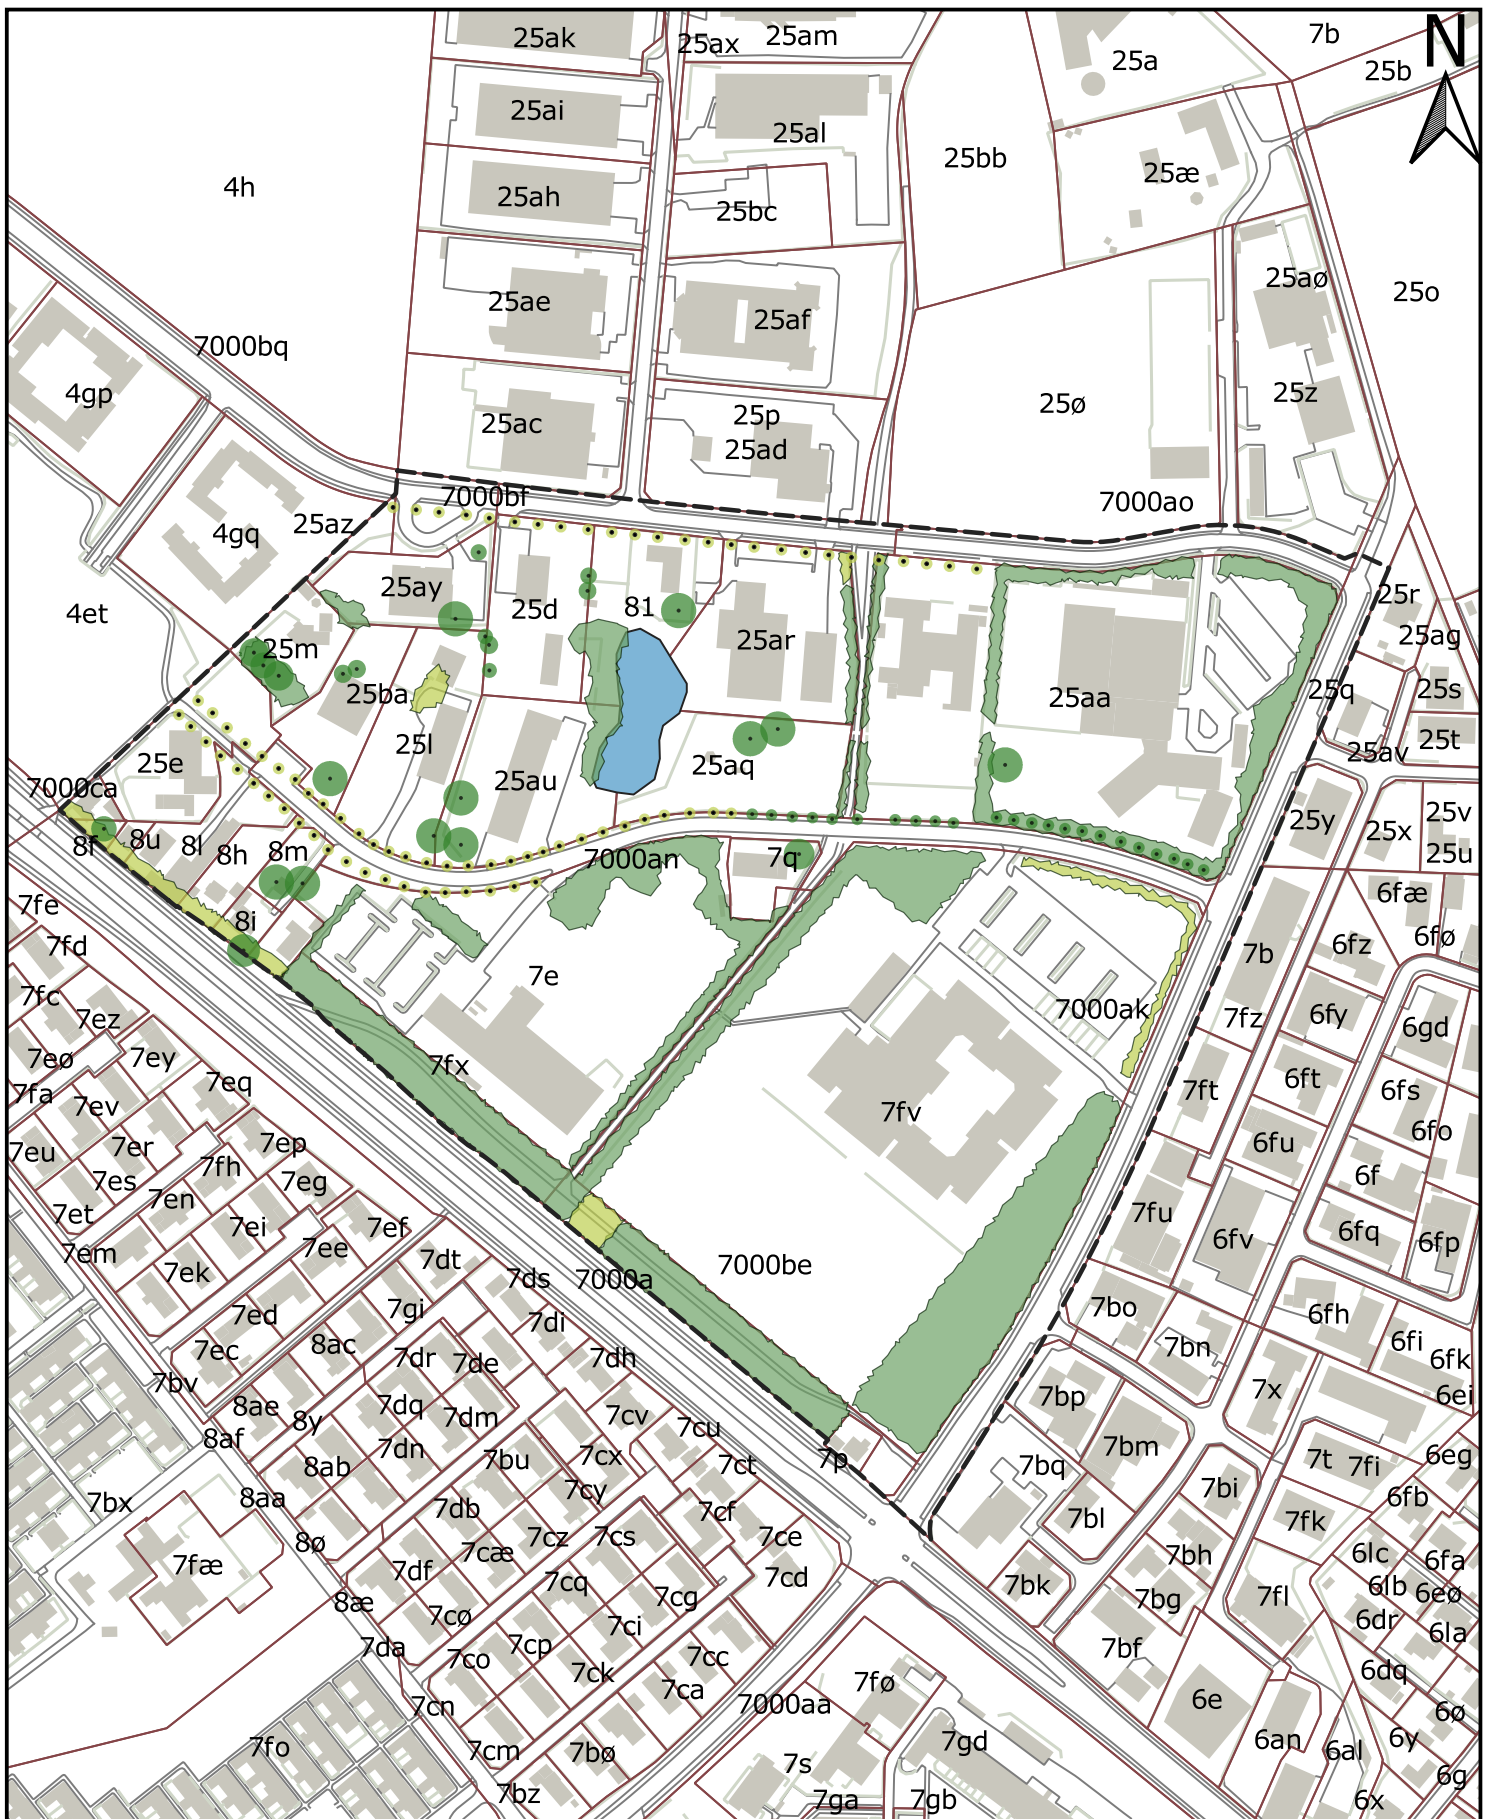 25ak
25ax
25am
25a
7b
N
25b
25ai
25al
25bb
25æ
4h
25ah
25bc
25ae
25af
25aø
25o
7000bq
4gp
25ac
25p
25ad
25ø
25z
7000bf
7000ao
4gq
25az
25ay
25d
81
25ar
25r
25ag
4et
25m
25ba
25aa
25q
25s
25l
25t
25av
25e
25au
25aq
7000ca
25y
25x
25v
25u
8f
8u
8l
8h
8m
7000an
7q
7fe
8i
6fæ
6fø
7fd
7b
6fz
7e
7fc
7ez
7000ak
7fz
6fy
6gd
7eø
7ey
7fx
7eq
7fa
7ev
7fv
7ft
6ft
6fs
7eu
7er
7ep
6fu
6fo
7es
7fh
7eg
6f
7et
7en
7ei
7ef
7fu
6fv
6fq
6fp
7em
7ek
7ee
7dt
7ds
7000a
7000be
7ed
7gi
7di
7bo
6fh
7ec
8ac
7dr
7de
7dh
7bn
6fi
6fk
7bv
8ae
8y
7dq
7dm
7cv
7cu
7bp
7x
6ei
8af
8ab
7dn
7bu
7cx
7ct
7p
7bq
7bm
7t
7fi
6eg
7bx
8aa
7cy
7bi
6fb
8ø
7db
7cz
7cs
7cf
7ce
7bl
7fk
7fæ
7df
7cæ
7cq
7cg
7cd
7bk
7bh
6lc
6fa
8æ
7cø
7ci
7bg
7fl
6lb
6eø
7da
7co
7cp
7ck
7cc
7bf
6dr
6la
7cn
7ca
7000aa
7fø
6e
6dq
6ø
7fo
7cm
7bø
7s
7gd
6an
6al
6y
7bz
7ga
7gb
6x
6g